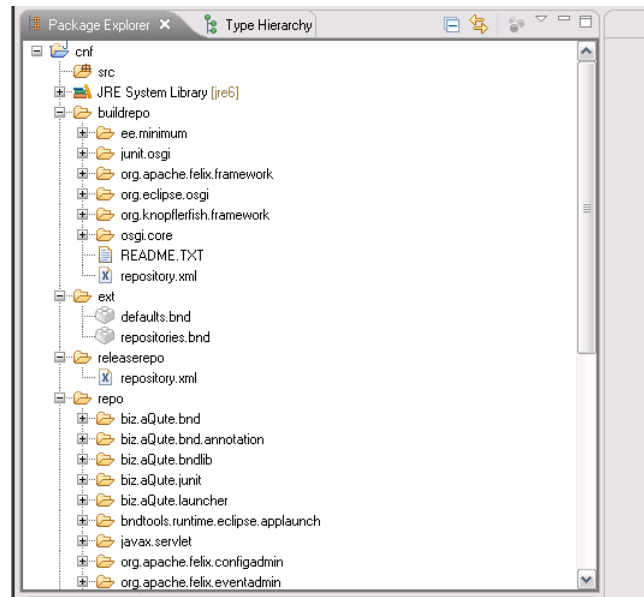 Package Explorer Type Hierarchy
cnf
src
JRE System Library [jre6]
buildrepo
ee.minimum
junit.osgi
org.apache.felix.framework
org.eclipse.osgi
org.knopflerfish.framework
osgi.core
README.TXT
repository.xml
ext
defaults.bnd
repositories.bnd
releaserepo
repository.xml
repo
biz.aQute.bnd
biz.aQute.bnd.annotation
biz.aQute.bndlib
biz.aQute.junit
biz.aQute.launcher
bndtools.runtime.eclipse.applaunch
javax.servlet
org.apache.felix.configadmin
org.apache.felix.eventadmin